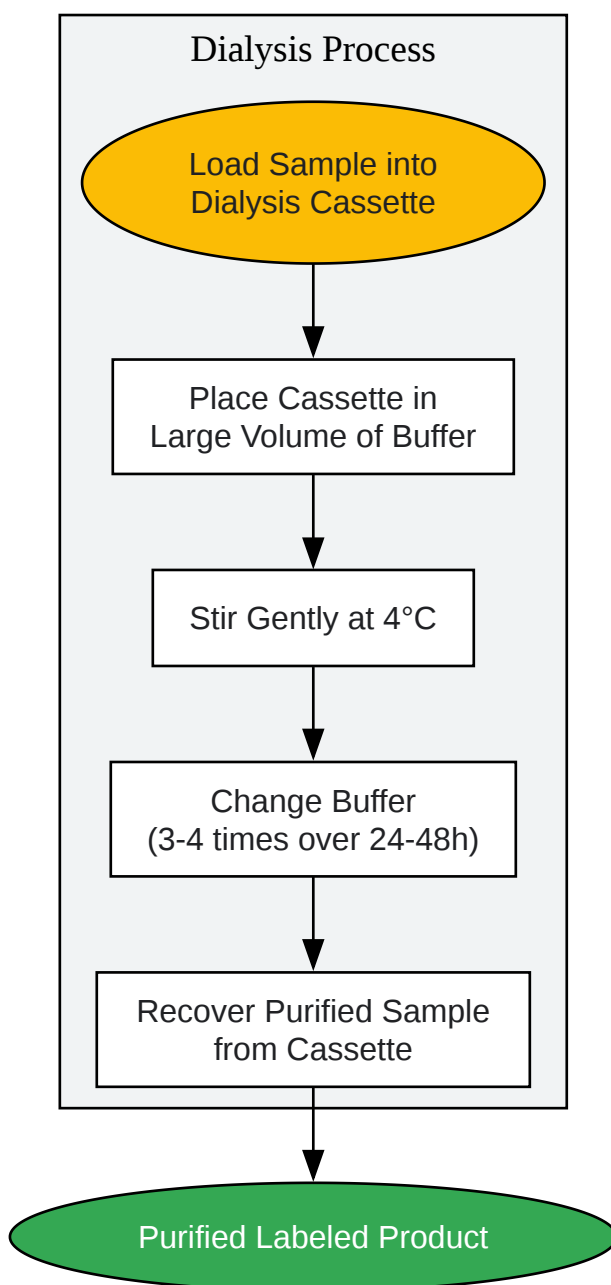 Dialysis Process
Load Sample into
Dialysis Cassette
Place Cassette in
Large Volume of Buffer
Stir Gently at 4°C
Change Buffer
(3-4 times over 24-48h)
Recover Purified Sample
from Cassette
Purified Labeled Product